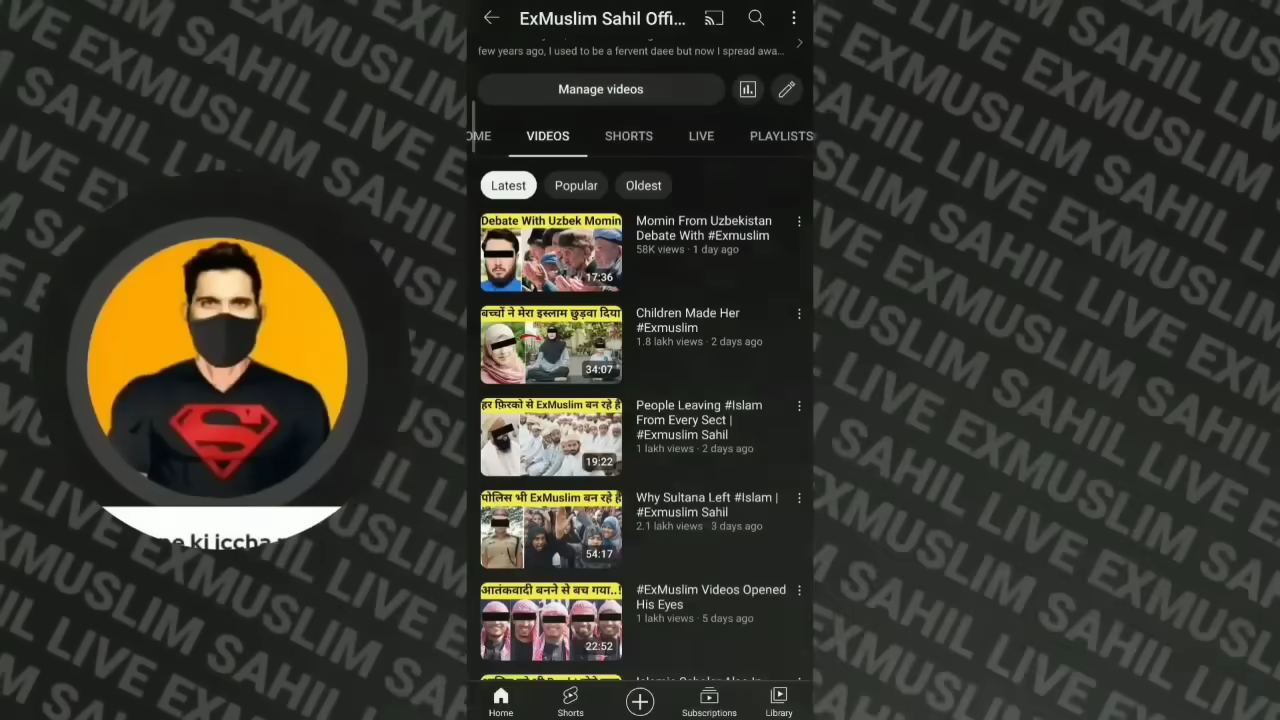 ExMuslim Sahil Offi...
few years ago, I used to be a fervent daee but now I spread awa...
Manage videos
OME
VIDEOS
SHORTS
LIVE
PLAYLISTS
Latest
Popular
Oldest
Debate With Uzbek Momin
17:36
Momin From Uzbekistan
Debate With #Exmuslim
58K views · 1 day ago
बच्चों ने मेरा इस्लाम छुड़वा दिया
34:07
Children Made Her
#Exmuslim
1.8 lakh views · 2 days ago
हर फ़िरको से ExMuslim बन रहे है
19:22
People Leaving #Islam
From Every Sect |
#Exmuslim Sahil
1 lakh views · 2 days ago
पोलिस भी ExMuslim बन रहे है
54:17
Why Sultana Left #Islam |
#Exmuslim Sahil
2.1 lakh views · 3 days ago
आतंकवादी बनने से बच गया..!
22:52
#ExMuslim Videos Opened
His Eyes
1 lakh views · 5 days ago
Home
Shorts
Subscriptions
Library
ki iccha
EXMUSLIM SAHIL LIVE